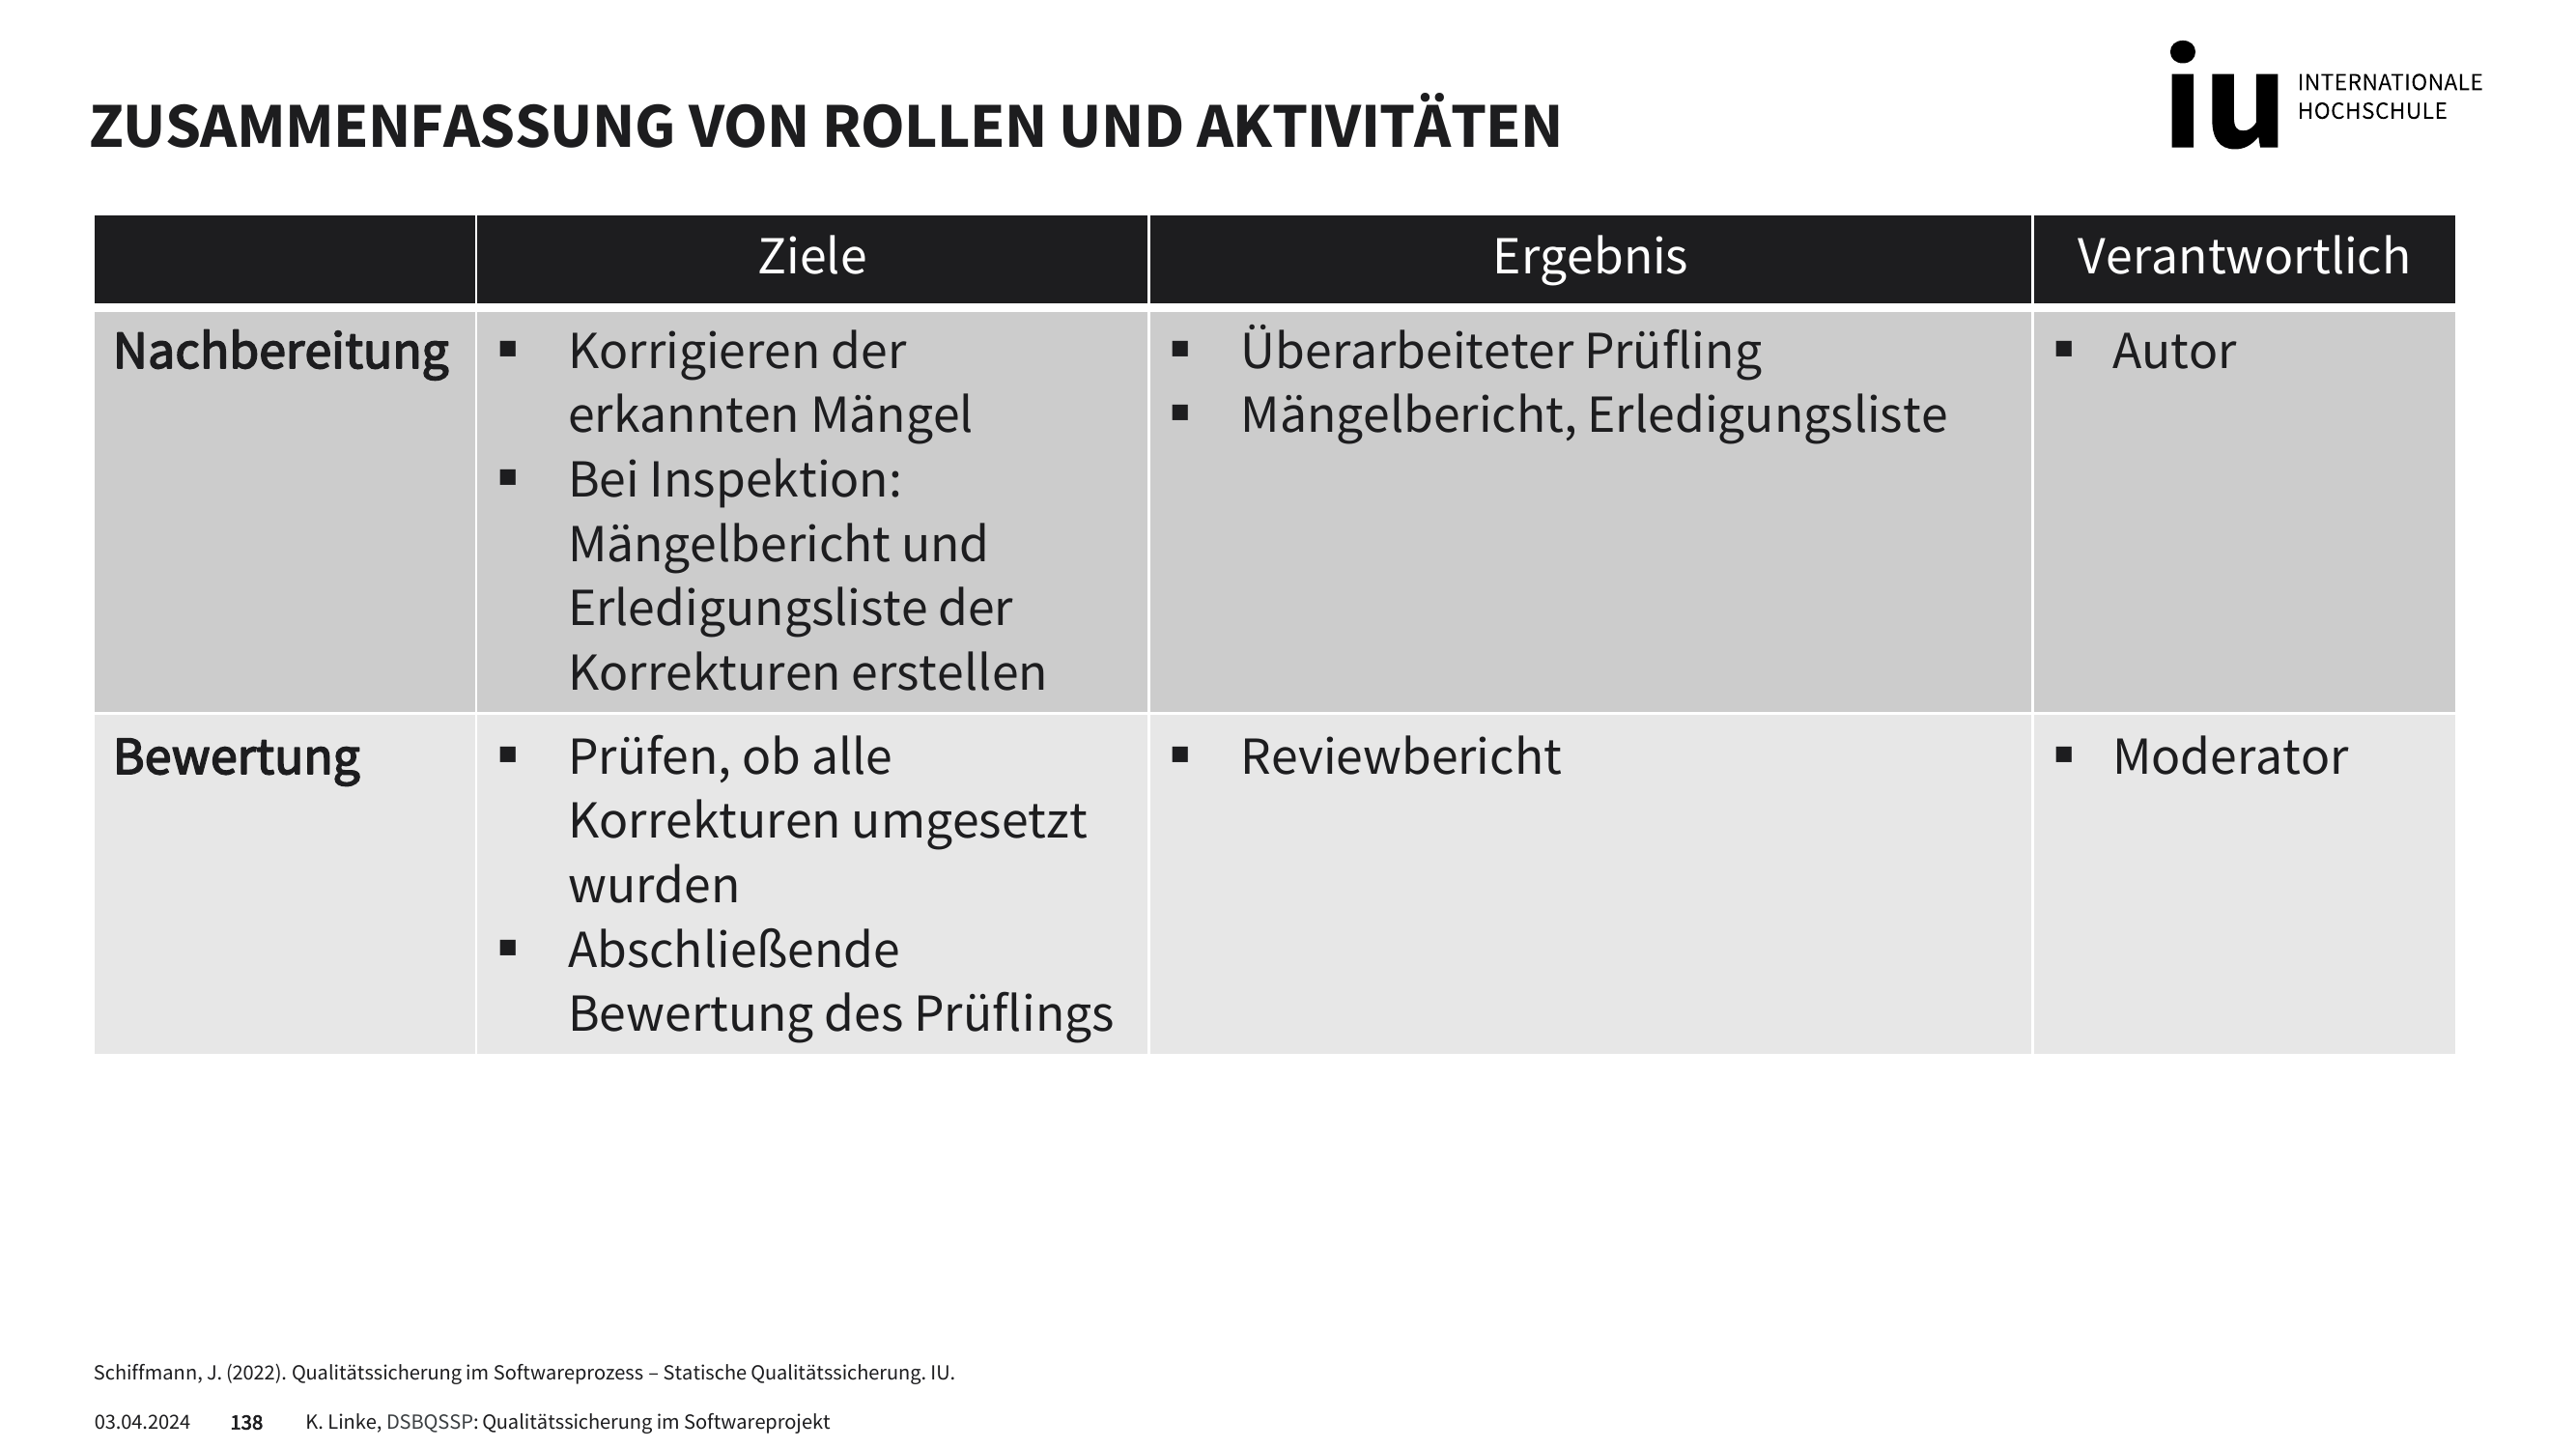 ZUSAMMENFASSUNG VON ROLLEN UND AKTIVITÄTEN
iu INTERNATIONALE
HOCHSCHULE
Ziele Ergebnis Verantwortlich
Nachbereitung
▪ Korrigieren der
erkannten Mängel
▪ Bei Inspektion:
Mängelbericht und
Erledigungsliste der
Korrekturen erstellen
▪ Überarbeiteter Prüfling
▪ Mängelbericht, Erledigungsliste
▪ Autor
Bewertung
▪ Prüfen, ob alle
Korrekturen umgesetzt
wurden
▪ Abschließende
Bewertung des Prüflings
▪ Reviewbericht
▪ Moderator
Schiffmann, J. (2022). Qualitätssicherung im Softwareprozess – Statische Qualitätssicherung. IU.
03.04.2024 138 K. Linke, DSBQSSP: Qualitätssicherung im Softwareprojekt